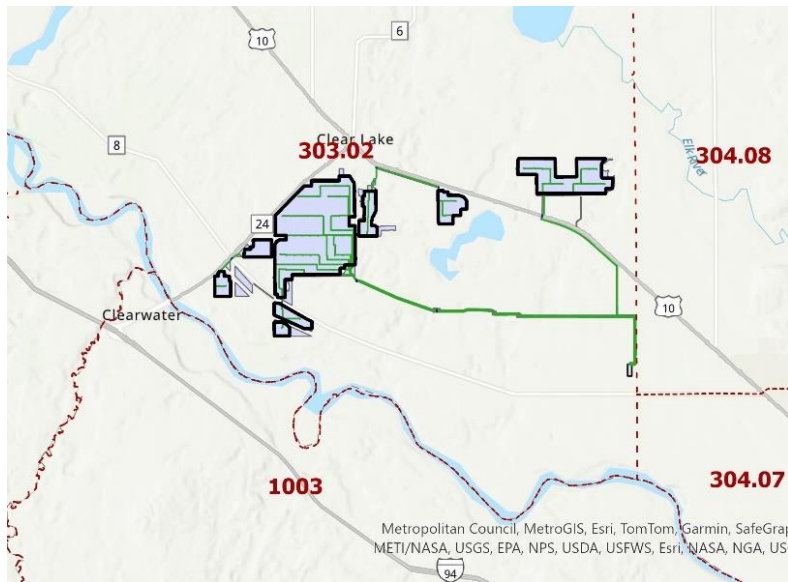 6
10
8
Clear Lake
303.02
304.08
Elk River
24
10
Clearwater
1003
304.07
Metropolitan Council, MetroGIS, Esri, TomTom, Garmin, SafeGrap
METI/NASA, USGS, EPA, NPS, USDA, USFWS, Esri, NASA, NGA, US
94